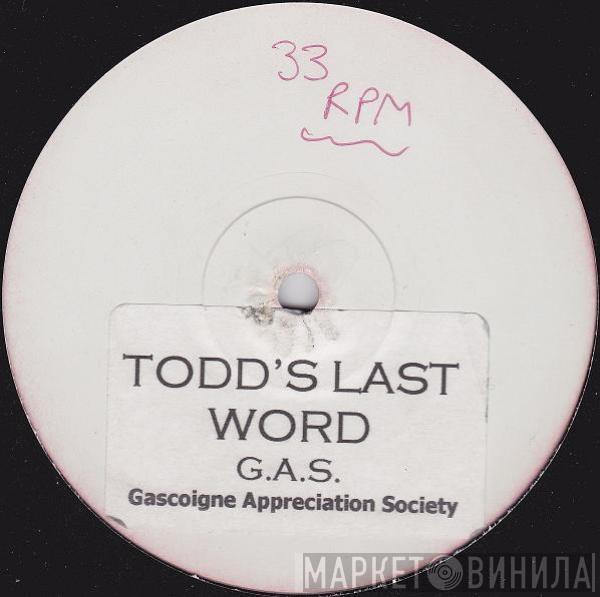 33
RPM
TODD'S LAST
WORD
G.A.S.
Gascoigne Appreciation Society
МАРКЕТ ВИНИЛА